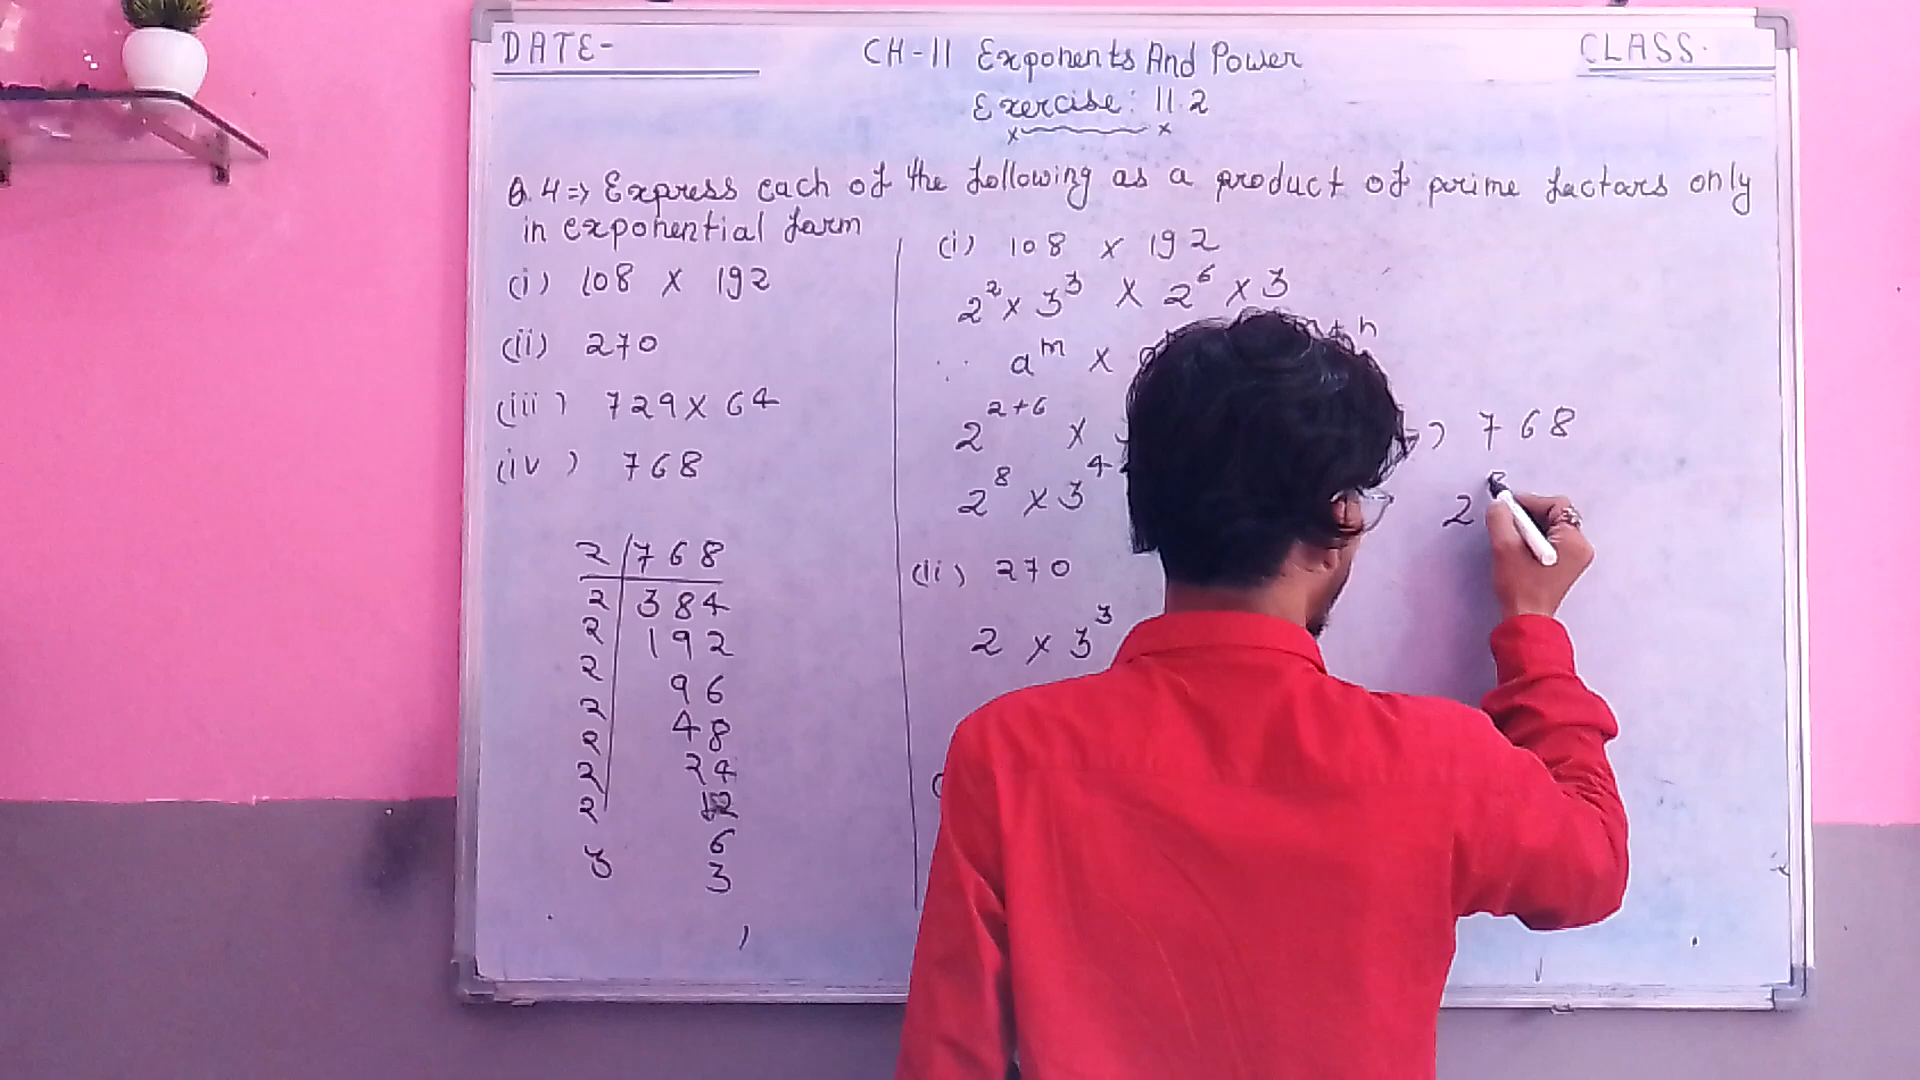 DATE-
CH-11 Exponents And Power
CLASS.
Exercise: 11.2
Q.4=> Express each of the following as a product of prime factors only
in exponential form
(i) 108 x 192
(ii) 270
(iii) 729 x 64
(iv) 768
2 | 768
2 | 384
2 | 192
2 | 96
2 | 48
2 | 24
2 | 12
2 6
3 3
(i) 108 x 192
2² x 3³ x 2⁶ x 3
aᵐ x
2²⁺⁶ x
2⁸ x 3⁴
(ii) 270
2 x 3³
) 768
2